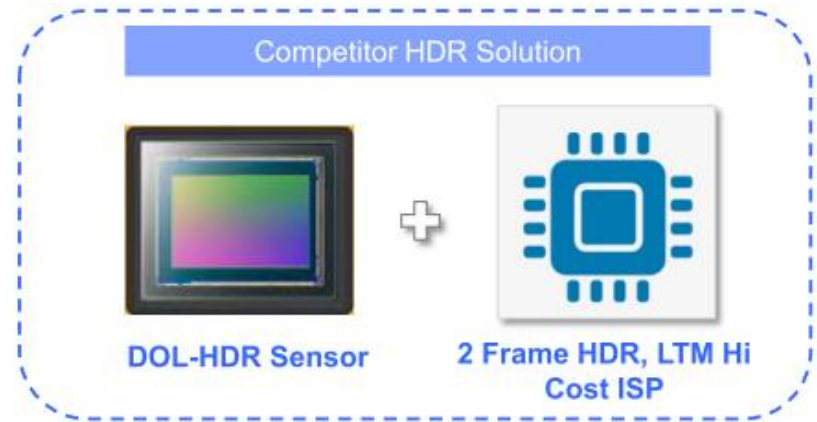 Competitor HDR Solution
DOL-HDR Sensor
2 Frame HDR, LTM Hi
Cost ISP